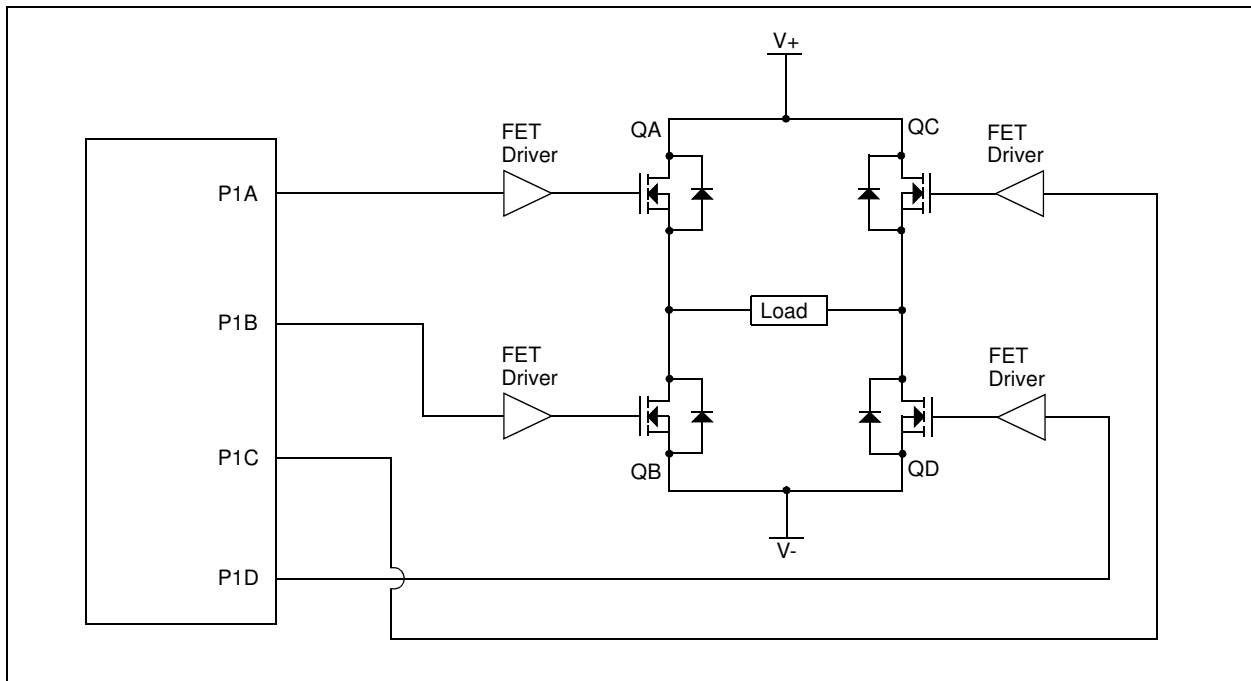 V+
QA
QC
FET
Driver
FET
Driver
P1A
P1B
Load
FET
Driver
FET
Driver
P1C
QB
QD
V-
P1D